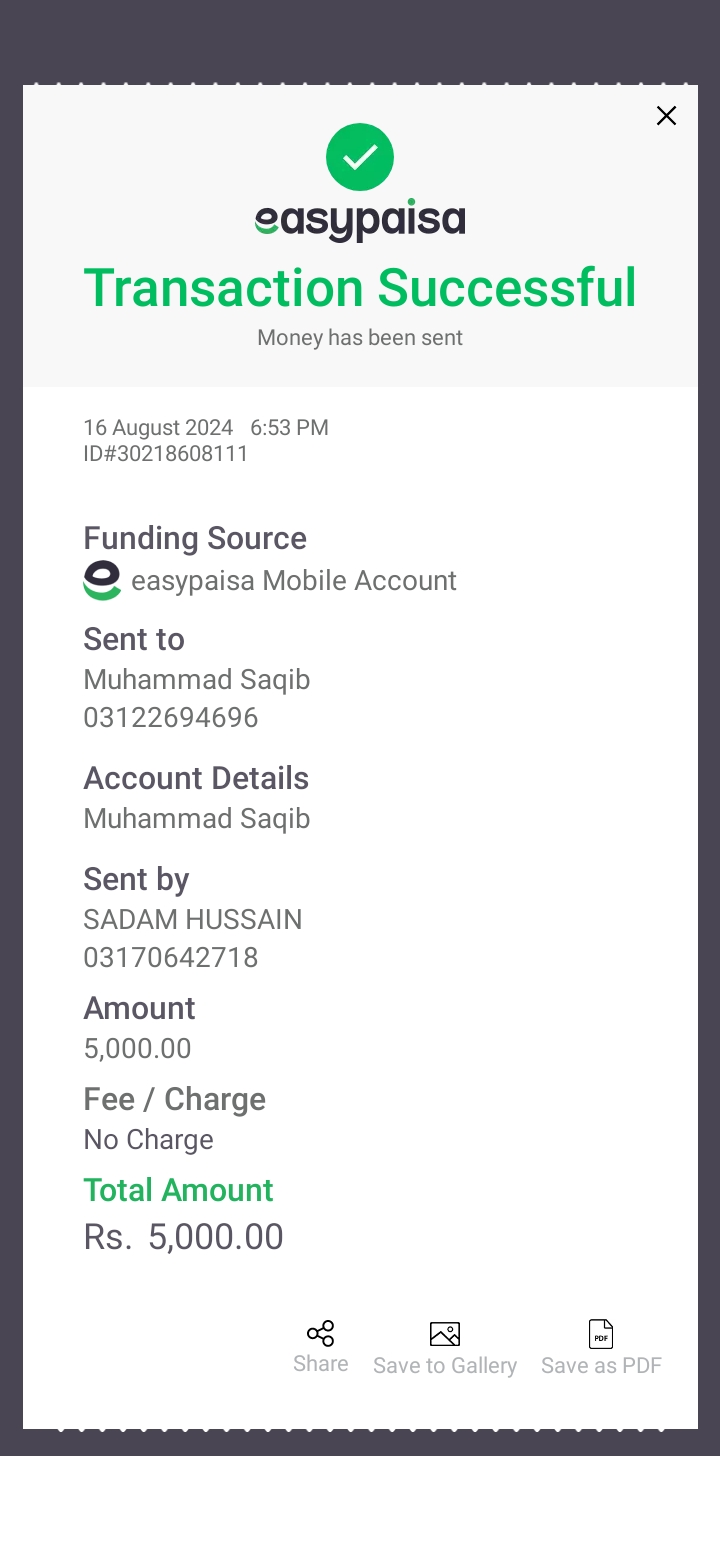 easypaisa
Transaction Successful
Money has been sent
16 August 2024 6:53 PM
ID#30218608111
Funding Source
easypaisa Mobile Account
Sent to
Muhammad Saqib
03122694696
Account Details
Muhammad Saqib
Sent by
SADAM HUSSAIN
03170642718
Amount
5,000.00
Fee / Charge
No Charge
Total Amount
Rs. 5,000.00
PDF
Share Save to Gallery Save as PDF